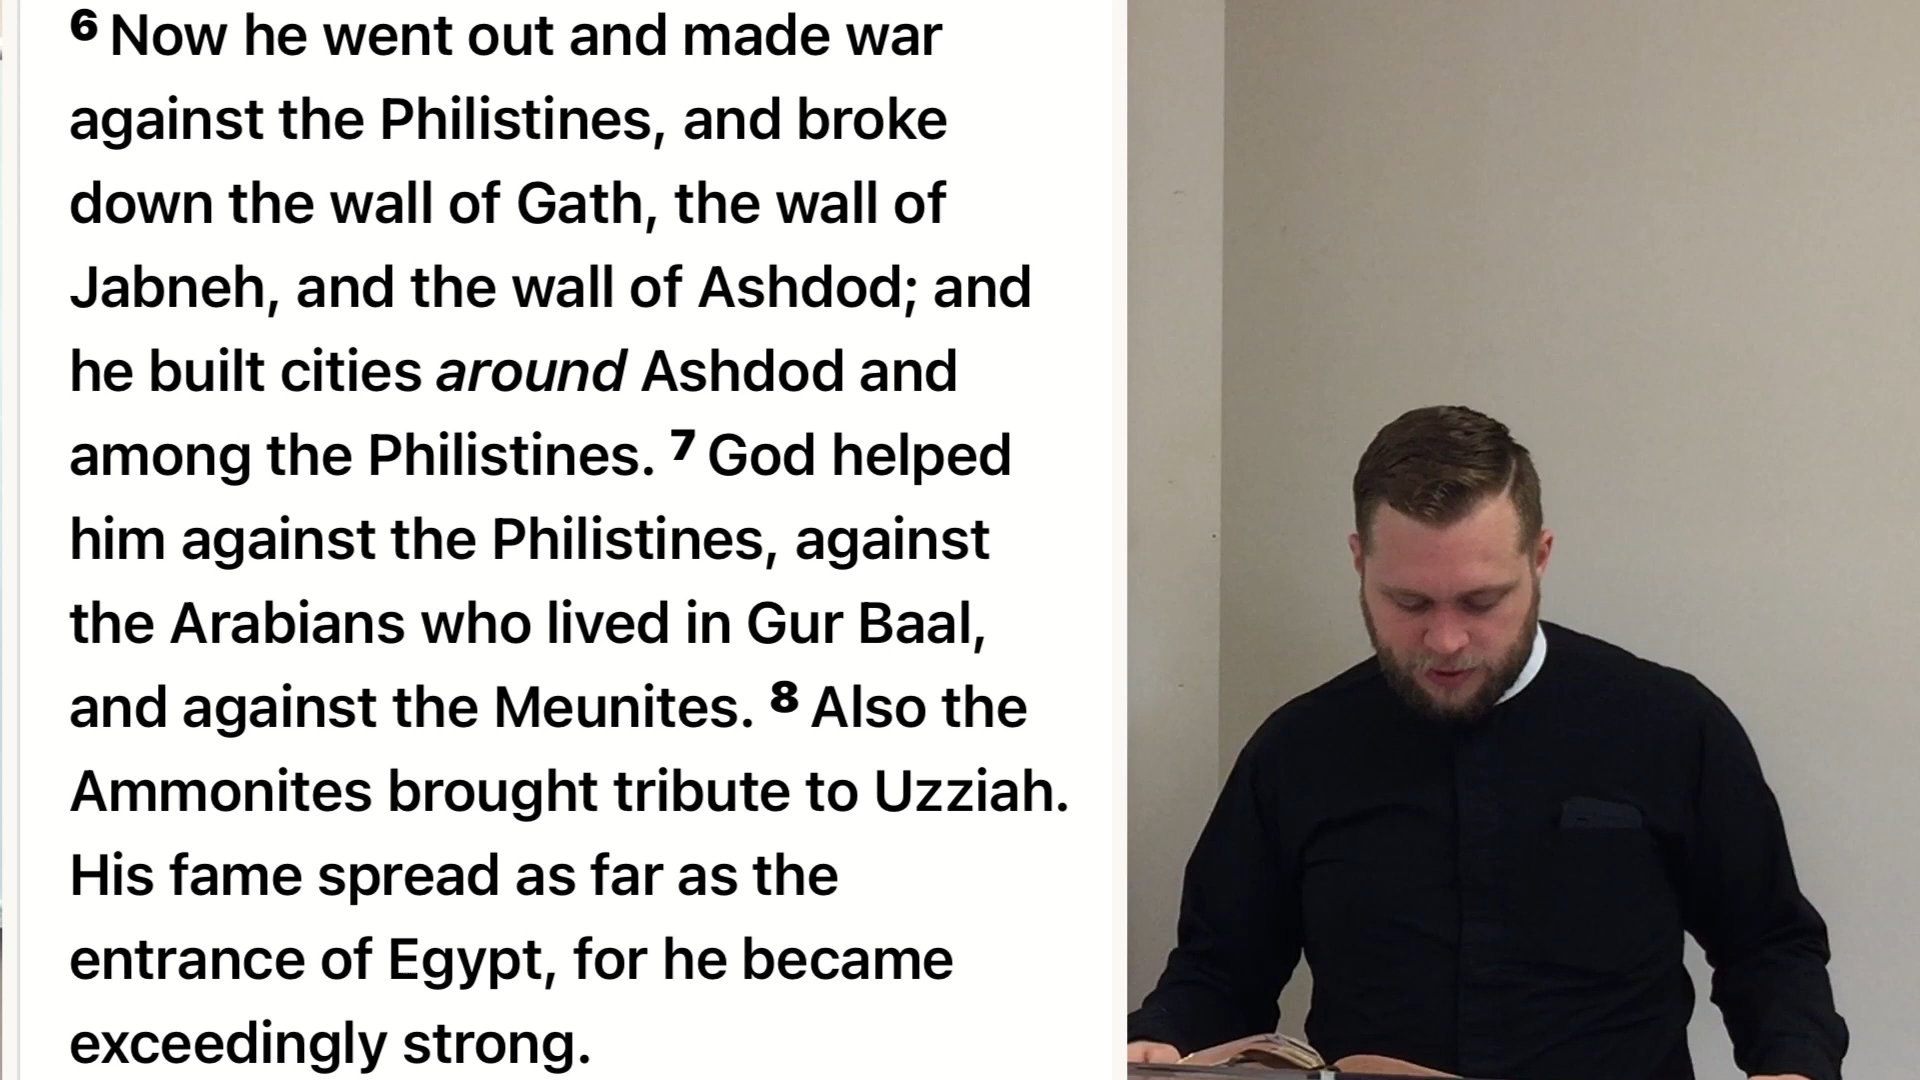 6 Now he went out and made war
against the Philistines, and broke
down the wall of Gath, the wall of
Jabneh, and the wall of Ashdod; and
he built cities around Ashdod and
among the Philistines. 7 God helped
him against the Philistines, against
the Arabians who lived in Gur Baal,
and against the Meunites. 8 Also the
Ammonites brought tribute to Uzziah.
His fame spread as far as the
entrance of Egypt, for he became
exceedingly strong.